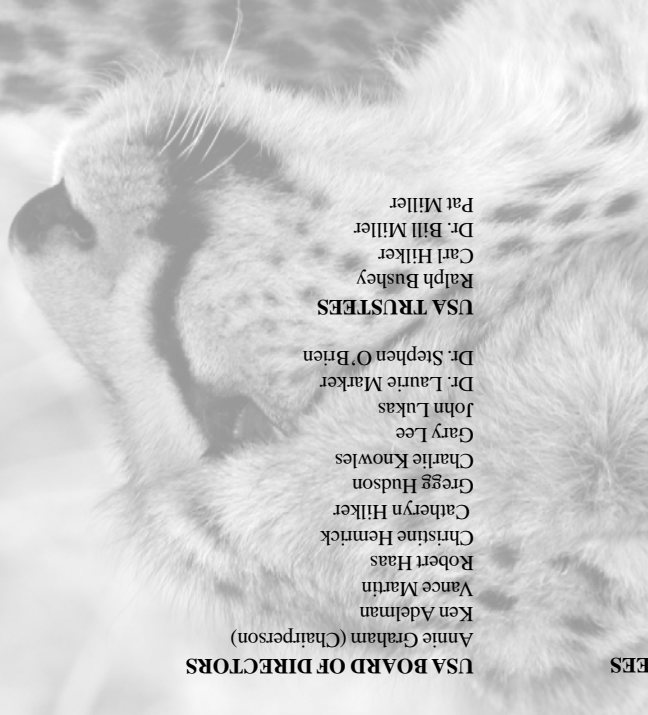 USA BOARD OF DIRECTORS
Annie Graham (Chairperson)
Ken Adelman
Vance Martin
Robert Haas
Christine Hemrick
Catheryn Hilker
Gregg Hudson
Charlie Knowles
Gary Lee
John Lukas
Dr. Laurie Marker
Dr. Stephen O’Brien
USA TRUSTEES
Ralph Bushey
Carl Hilker
Dr. Bill Miller
Pat Miller
EES